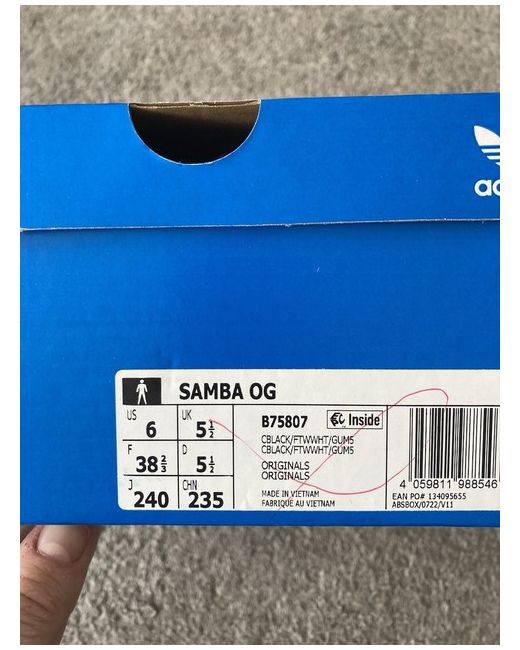 SAMBA OG
US 6 UK 5½
F 38⅔ D 5½
J 240 CHN 235
B75807
Inside
CBLACK/FTWWHT/GUM5
CBLACK/FTWWHT/GUM5
ORIGINALS
ORIGINALS
MADE IN VIETNAM
FABRIQUÉ AU VIETNAM
4 059811 988546
EAN PO# 134095655
ABSBOX/0722/V11